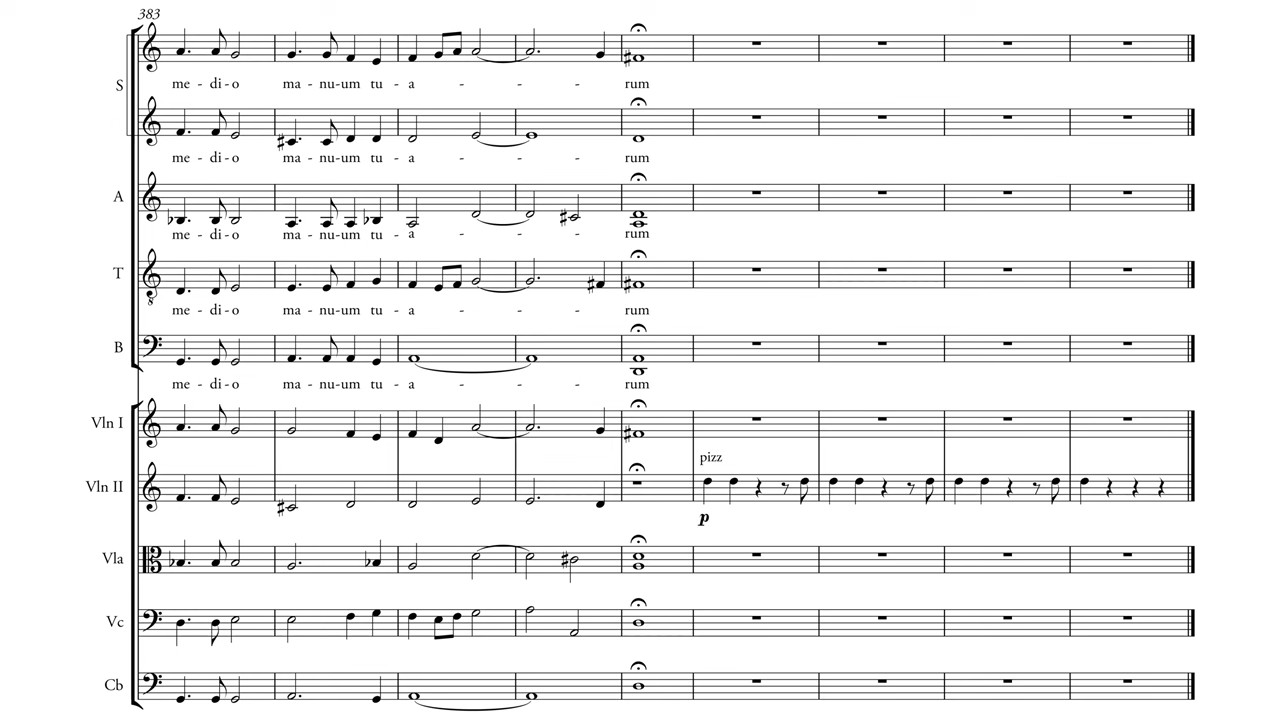 383
S
me - di - o ma - nu-um tu - a - - - rum
me - di - o ma - nu-um tu - a - - - rum
A
me - di - o ma - nu-um tu - a - - - rum
T
me - di - o ma - nu-um tu - a - - - rum
B
me - di - o ma - nu-um tu - a - - - rum
Vln I
pizz
Vln II
p
Vla
Vc
Cb